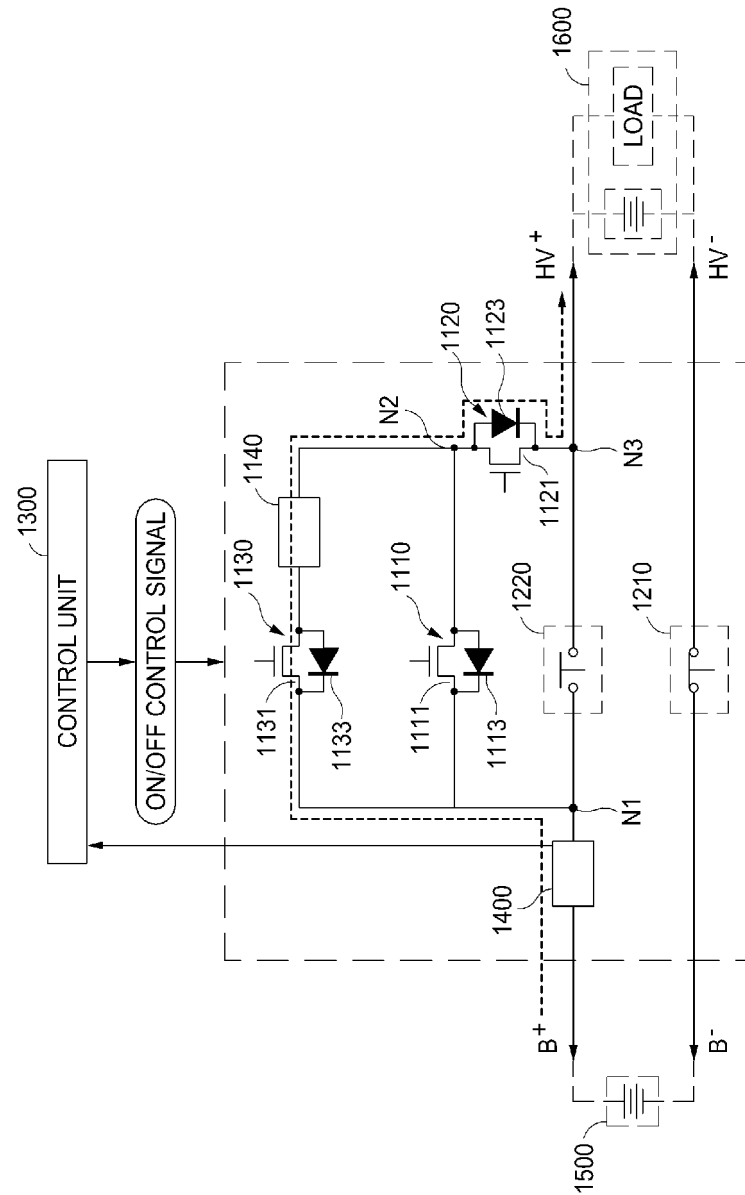 1300
CONTROL UNIT
ON/OFF CONTROL SIGNAL
1130
1140
1131
1133
N2
1120
1123
1110
1111
1113
1121
1220
N1
N3
1400
1210
B+
B-
HV+
HV-
1500
1600
LOAD